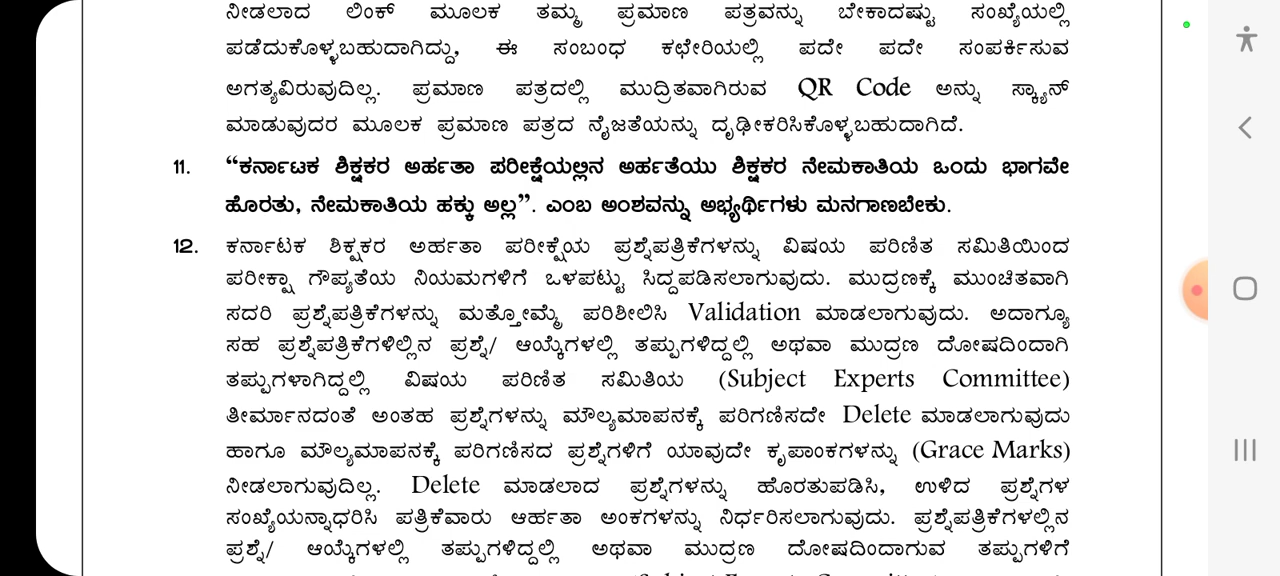 ನೀಡಲಾದ ಲಿಂಕ್ ಮೂಲಕ ತಮ್ಮ ಪ್ರಮಾಣ ಪತ್ರವನ್ನು ಬೇಕಾದಷ್ಟು ಸಂಖ್ಯೆಯಲ್ಲಿ
ಪಡೆದುಕೊಳ್ಳಬಹುದಾಗಿದ್ದು, ಈ ಸಂಬಂಧ ಕಛೇರಿಯಲ್ಲಿ ಪದೇ ಪದೇ ಸಂಪರ್ಕಿಸುವ
ಅಗತ್ಯವಿರುವುದಿಲ್ಲ. ಪ್ರಮಾಣ ಪತ್ರದಲ್ಲಿ ಮುದ್ರಿತವಾಗಿರುವ QR Code ಅನ್ನು ಸ್ಕ್ಯಾನ್
ಮಾಡುವುದರ ಮೂಲಕ ಪ್ರಮಾಣ ಪತ್ರದ ನೈಜತೆಯನ್ನು ದೃಢೀಕರಿಸಿಕೊಳ್ಳಬಹುದಾಗಿದೆ.
11. “ಕರ್ನಾಟಕ ಶಿಕ್ಷಕರ ಅರ್ಹತಾ ಪರೀಕ್ಷೆಯಲ್ಲಿನ ಅರ್ಹತೆಯು ಶಿಕ್ಷಕರ ನೇಮಕಾತಿಯ ಒಂದು ಭಾಗವೇ
ಹೊರತು, ನೇಮಕಾತಿಯ ಹಕ್ಕು ಅಲ್ಲ”. ಎಂಬ ಅಂಶವನ್ನು ಅಭ್ಯರ್ಥಿಗಳು ಮನಗಾಣಬೇಕು.
12. ಕರ್ನಾಟಕ ಶಿಕ್ಷಕರ ಅರ್ಹತಾ ಪರೀಕ್ಷೆಯ ಪ್ರಶ್ನೆಪತ್ರಿಕೆಗಳನ್ನು ವಿಷಯ ಪರಿಣಿತ ಸಮಿತಿಯಿಂದ
ಪರೀಕ್ಷಾ ಗೌಪ್ಯತೆಯ ನಿಯಮಗಳಿಗೆ ಒಳಪಟ್ಟು ಸಿದ್ದಪಡಿಸಲಾಗುವುದು. ಮುದ್ರಣಕ್ಕೆ ಮುಂಚಿತವಾಗಿ
ಸದರಿ ಪ್ರಶ್ನೆಪತ್ರಿಕೆಗಳನ್ನು ಮತ್ತೊಮ್ಮೆ ಪರಿಶೀಲಿಸಿ Validation ಮಾಡಲಾಗುವುದು. ಅದಾಗ್ಯೂ
ಸಹ ಪ್ರಶ್ನೆಪತ್ರಿಕೆಗಳಿಲ್ಲಿನ ಪ್ರಶ್ನೆ/ ಆಯ್ಕೆಗಳಲ್ಲಿ ತಪ್ಪುಗಳಿದ್ದಲ್ಲಿ ಅಥವಾ ಮುದ್ರಣ ದೋಷದಿಂದಾಗಿ
ತಪ್ಪುಗಳಾಗಿದ್ದಲ್ಲಿ ವಿಷಯ ಪರಿಣಿತ ಸಮಿತಿಯ (Subject Experts Committee)
ತೀರ್ಮಾನದಂತೆ ಅಂತಹ ಪ್ರಶ್ನೆಗಳನ್ನು ಮೌಲ್ಯಮಾಪನಕ್ಕೆ ಪರಿಗಣಿಸದೇ Delete ಮಾಡಲಾಗುವುದು
ಹಾಗೂ ಮೌಲ್ಯಮಾಪನಕ್ಕೆ ಪರಿಗಣಿಸದ ಪ್ರಶ್ನೆಗಳಿಗೆ ಯಾವುದೇ ಕೃಪಾಂಕಗಳನ್ನು (Grace Marks)
ನೀಡಲಾಗುವುದಿಲ್ಲ. Delete ಮಾಡಲಾದ ಪ್ರಶ್ನೆಗಳನ್ನು ಹೊರತುಪಡಿಸಿ, ಉಳಿದ ಪ್ರಶ್ನೆಗಳ
ಸಂಖ್ಯೆಯನ್ನಾಧರಿಸಿ ಪತ್ರಿಕೆವಾರು ಆರ್ಹತಾ ಅಂಕಗಳನ್ನು ನಿರ್ಧರಿಸಲಾಗುವುದು. ಪ್ರಶ್ನೆಪತ್ರಿಕೆಗಳಲ್ಲಿನ
ಪ್ರಶ್ನೆ/ ಆಯ್ಕೆಗಳಲ್ಲಿ ತಪ್ಪುಗಳಿದ್ದಲ್ಲಿ ಅಥವಾ ಮುದ್ರಣ ದೋಷದಿಂದಾಗುವ ತಪ್ಪುಗಳಿಗೆ